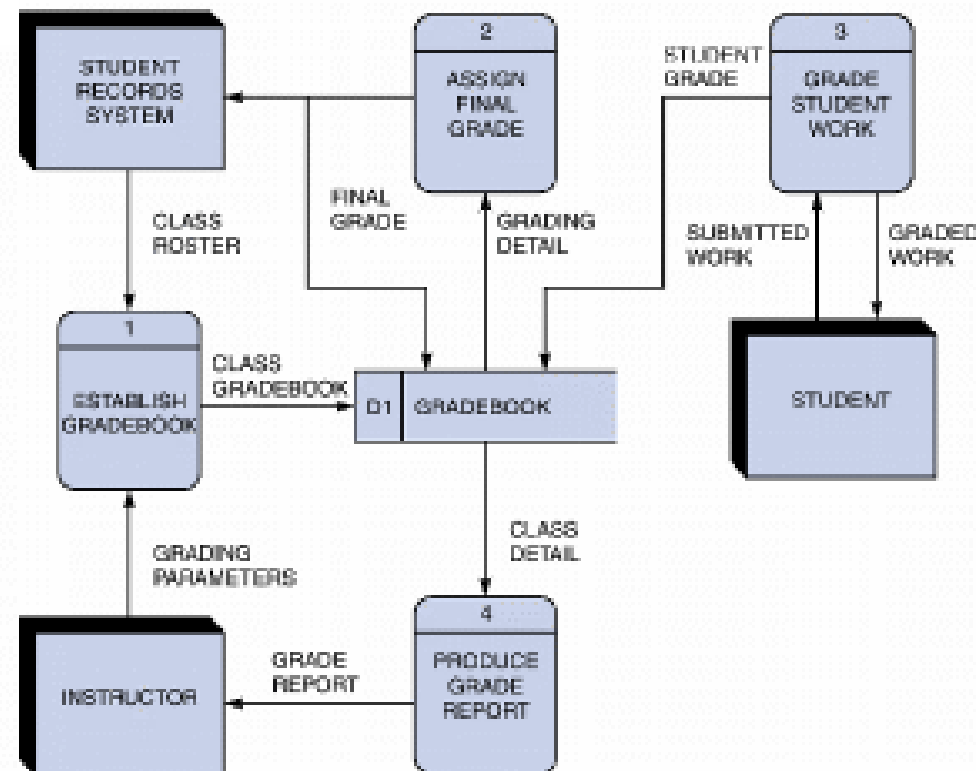 STUDENT
RECORDS
SYSTEM
2
ASSIGN
FINAL
GRADE
STUDENT
GRADE
3
GRADE
STUDENT
WORK
CLASS
ROSTER
FINAL
GRADE
GRADING
DETAIL
SUBMITTED
WORK
GRADED
WORK
1
ESTABLISH
GRADEBOOK
CLASS
GRADEBOOK
D1
GRADEBOOK
STUDENT
GRADING
PARAMETERS
CLASS
DETAIL
INSTRUCTOR
GRADE
REPORT
4
PRODUCE
GRADE
REPORT